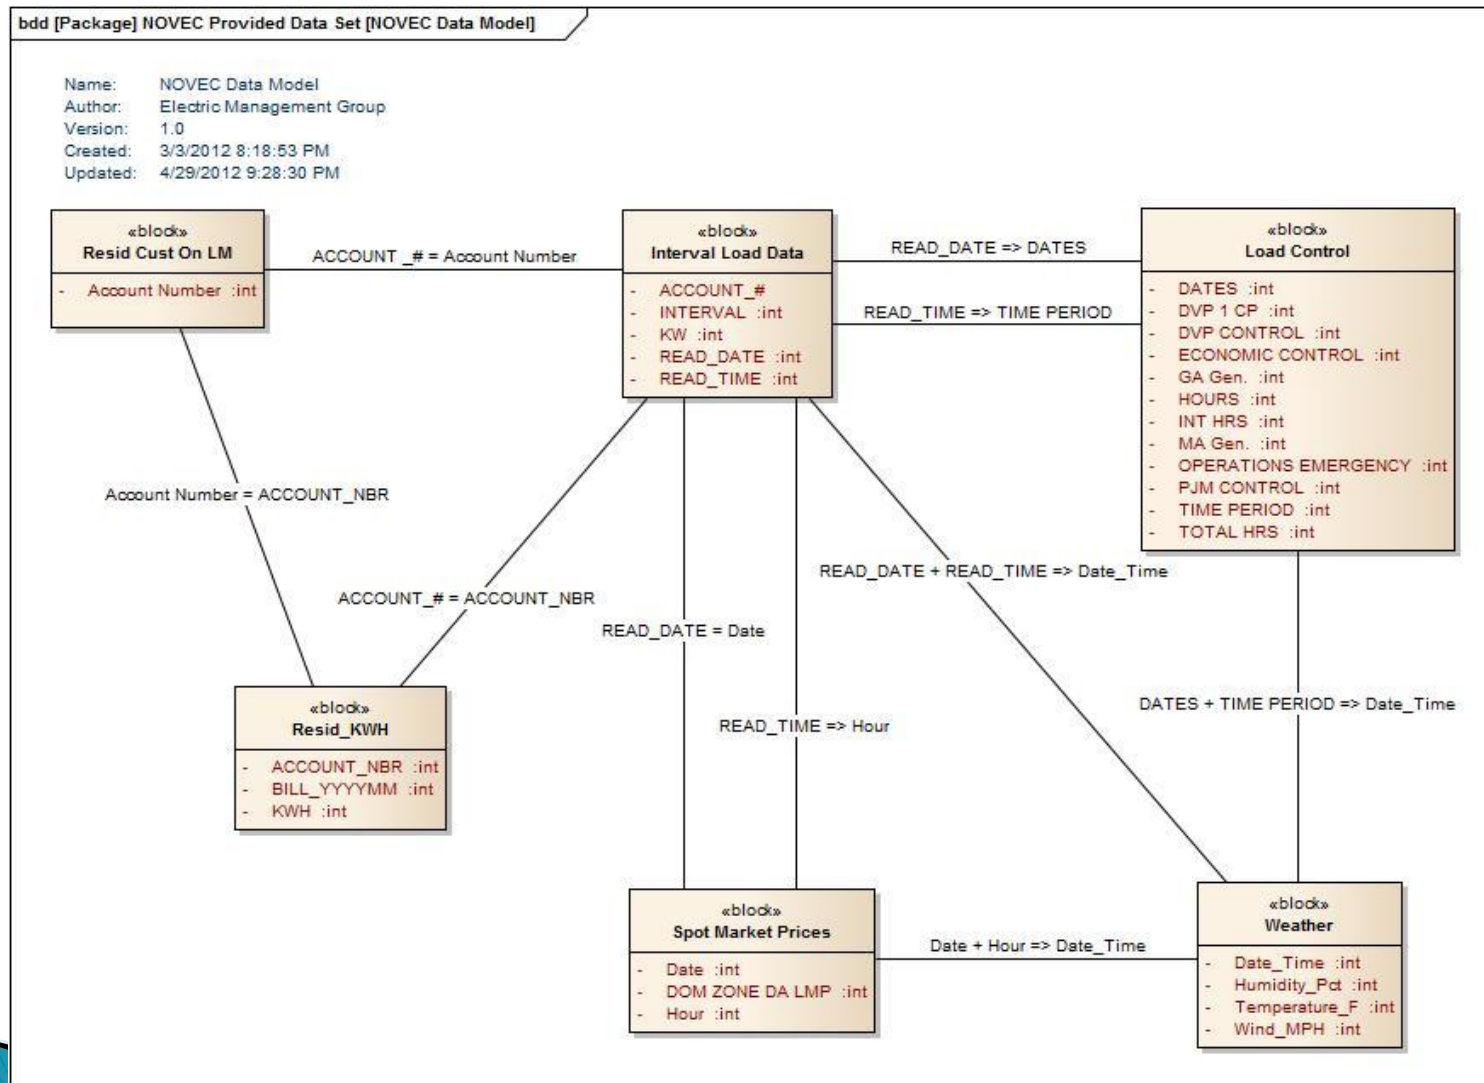 bdd [Package] NOVEC Provided Data Set [NOVEC Data Model]
Name: NOVEC Data Model
Author: Electric Management Group
Version: 1.0
Created: 3/3/2012 8:18:53 PM
Updated: 4/29/2012 9:28:30 PM
«block»
Resid Cust On LM
- Account Number :int
ACCOUNT _# = Account Number
«block»
Interval Load Data
- ACCOUNT_#
- INTERVAL :int
- KW :int
- READ_DATE :int
- READ_TIME :int
READ_DATE => DATES
READ_TIME => TIME PERIOD
«block»
Load Control
- DATES :int
- DVP 1 CP :int
- DVP CONTROL :int
- ECONOMIC CONTROL :int
- GA Gen. :int
- HOURS :int
- INT HRS :int
- MA Gen. :int
- OPERATIONS EMERGENCY :int
- PJM CONTROL :int
- TIME PERIOD :int
- TOTAL HRS :int
Account Number = ACCOUNT_NBR
ACCOUNT_# = ACCOUNT_NBR
READ_DATE = Date
READ_TIME => Hour
READ_DATE + READ_TIME => Date_Time
DATES + TIME PERIOD => Date_Time
«block»
Resid_KWH
- ACCOUNT_NBR :int
- BILL_YYYYMM :int
- KWH :int
«block»
Spot Market Prices
- Date :int
- DOM ZONE DA LMP :int
- Hour :int
Date + Hour => Date_Time
«block»
Weather
- Date_Time :int
- Humidity_Pct :int
- Temperature_F :int
- Wind_MPH :int